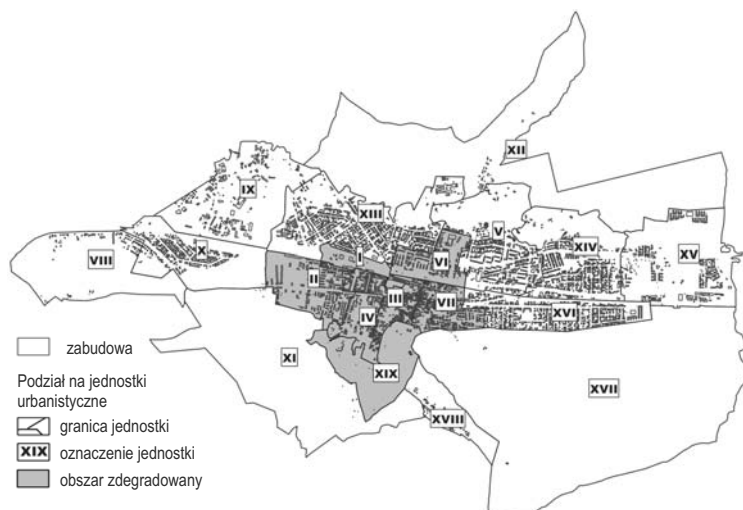 XII
IX
XIII
V
XIV
XV
VIII
X
I
VI
II
III
VII
XVI
IV
XI
XIX
XVII
XVIII
zabudowa
Podział na jednostki
urbanistyczne
granica jednostki
XIX oznaczenie jednostki
obszar zdegradowany